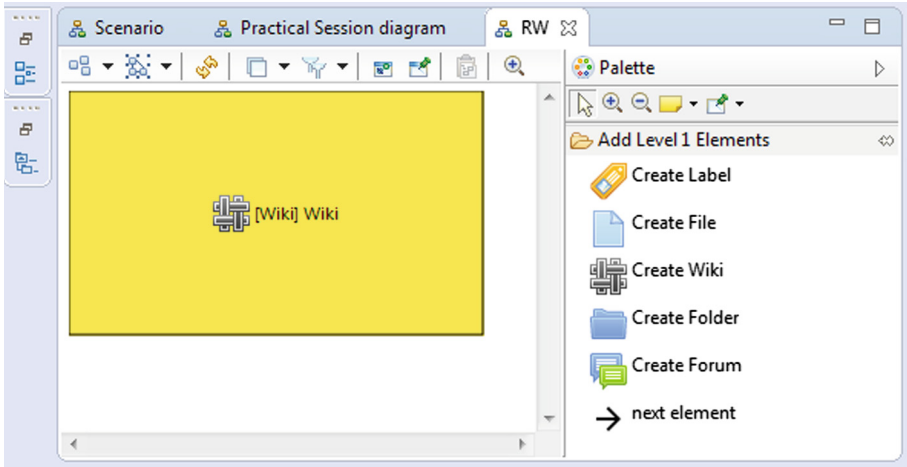 Scenario
Practical Session diagram
RW
Palette
Add Level 1 Elements
Create Label
[Wiki] Wiki
Create File
Create Wiki
Create Folder
Create Forum
next element